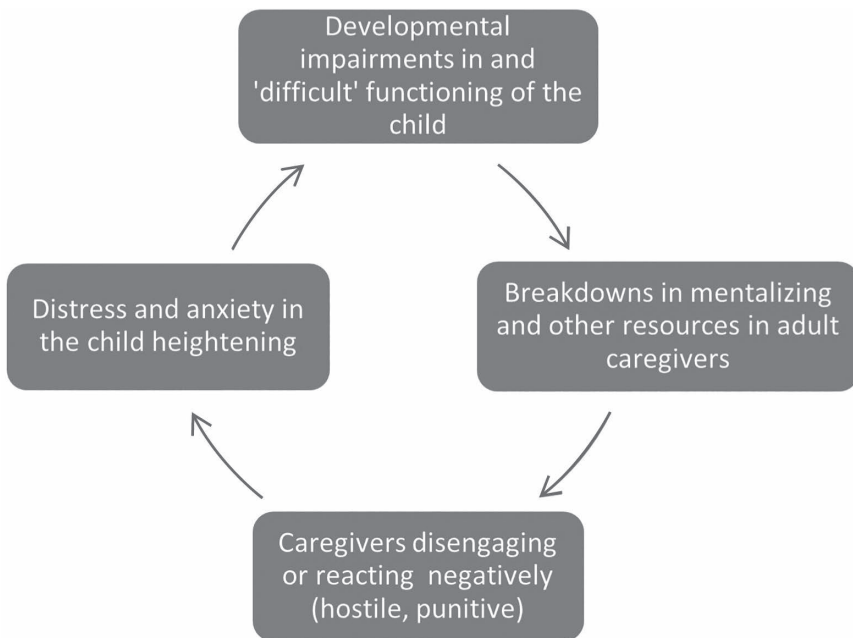 Developmental
impairments in and
'difficult' functioning of the
child
Breakdowns in mentalizing
and other resources in adult
caregivers
Caregivers disengaging
or reacting negatively
(hostile, punitive)
Distress and anxiety in
the child heightening